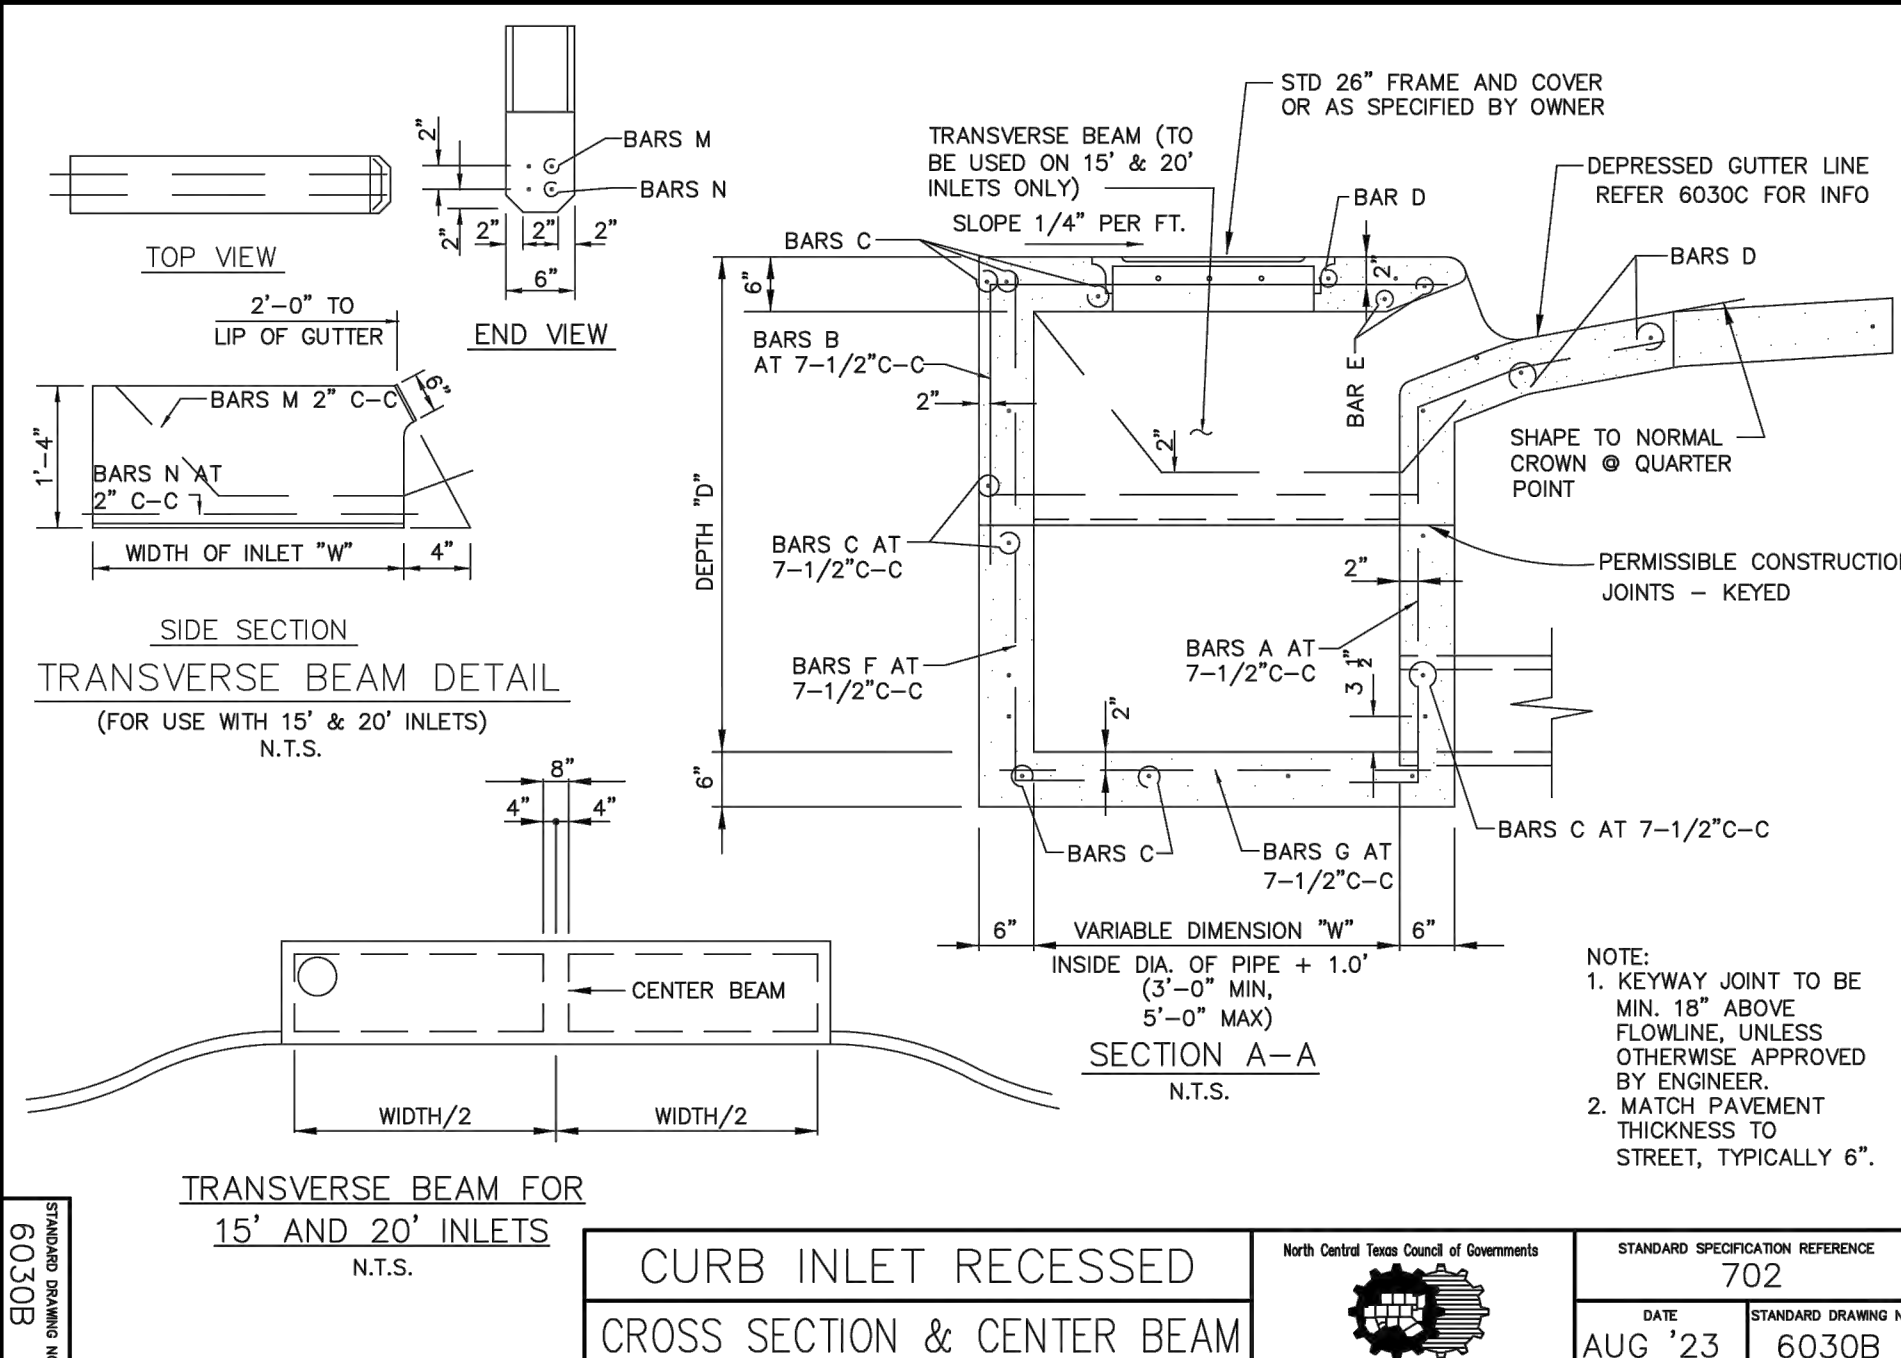 2"
BARS M
BARS N
2"
2"
2"
2"
6"
TOP VIEW
END VIEW
2'-0" TO
LIP OF GUTTER
6"
BARS M 2" C-C
1'-4"
BARS N AT
2" C-C
WIDTH OF INLET "W"
4"
SIDE SECTION
TRANSVERSE BEAM DETAIL
(FOR USE WITH 15' & 20' INLETS)
N.T.S.
8"
4"
4"
CENTER BEAM
WIDTH/2
WIDTH/2
TRANSVERSE BEAM FOR
15' AND 20' INLETS
N.T.S.
STD 26" FRAME AND COVER
OR AS SPECIFIED BY OWNER
TRANSVERSE BEAM (TO
BE USED ON 15' & 20'
INLETS ONLY)
SLOPE 1/4" PER FT.
DEPRESSED GUTTER LINE
REFER 6030C FOR INFO
BAR D
BARS C
BARS D
6"
2"
BARS B
AT 7-1/2"C-C
2"
BAR E
2"
SHAPE TO NORMAL
CROWN @ QUARTER
POINT
DEPTH "D"
BARS C AT
7-1/2"C-C
2"
PERMISSIBLE CONSTRUCTION
JOINTS - KEYED
BARS F AT
7-1/2"C-C
BARS A AT
7-1/2"C-C
3 1/2"
2"
6"
BARS C
BARS G AT
7-1/2"C-C
BARS C AT 7-1/2"C-C
6"
VARIABLE DIMENSION "W"
6"
INSIDE DIA. OF PIPE + 1.0'
(3'-0" MIN,
5'-0" MAX)
SECTION A-A
N.T.S.
NOTE:
1. KEYWAY JOINT TO BE
MIN. 18" ABOVE
FLOWLINE, UNLESS
OTHERWISE APPROVED
BY ENGINEER.
2. MATCH PAVEMENT
THICKNESS TO
STREET, TYPICALLY 6".
STANDARD DRAWING NO
6030B
CURB INLET RECESSED
CROSS SECTION & CENTER BEAM
North Central Texas Council of Governments
STANDARD SPECIFICATION REFERENCE
702
DATE
AUG '23
STANDARD DRAWING N
6030B